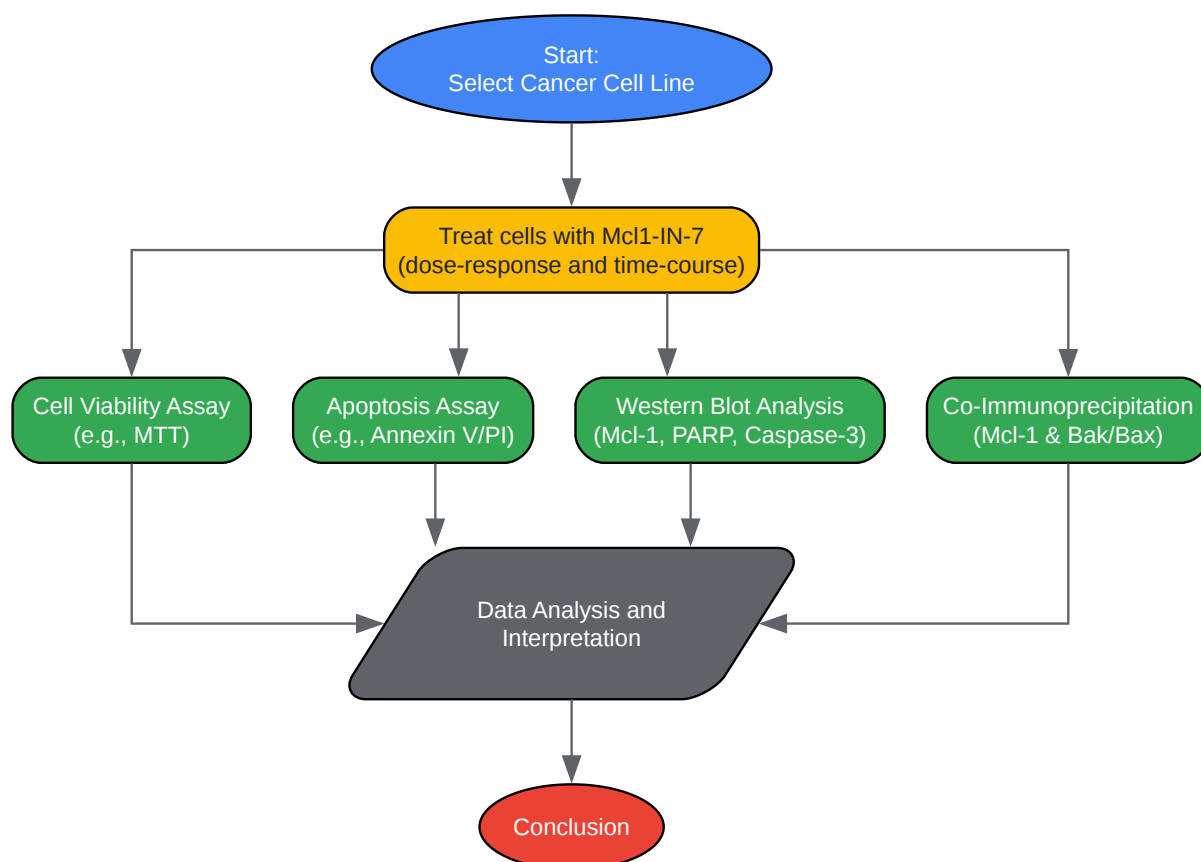 Start:
Select Cancer Cell Line
Treat cells with Mcl1-IN-7
(dose-response and time-course)
Cell Viability Assay
(e.g., MTT)
Apoptosis Assay
(e.g., Annexin V/PI)
Western Blot Analysis
(Mcl-1, PARP, Caspase-3)
Co-Immunoprecipitation
(Mcl-1 & Bak/Bax)
Data Analysis and
Interpretation
Conclusion